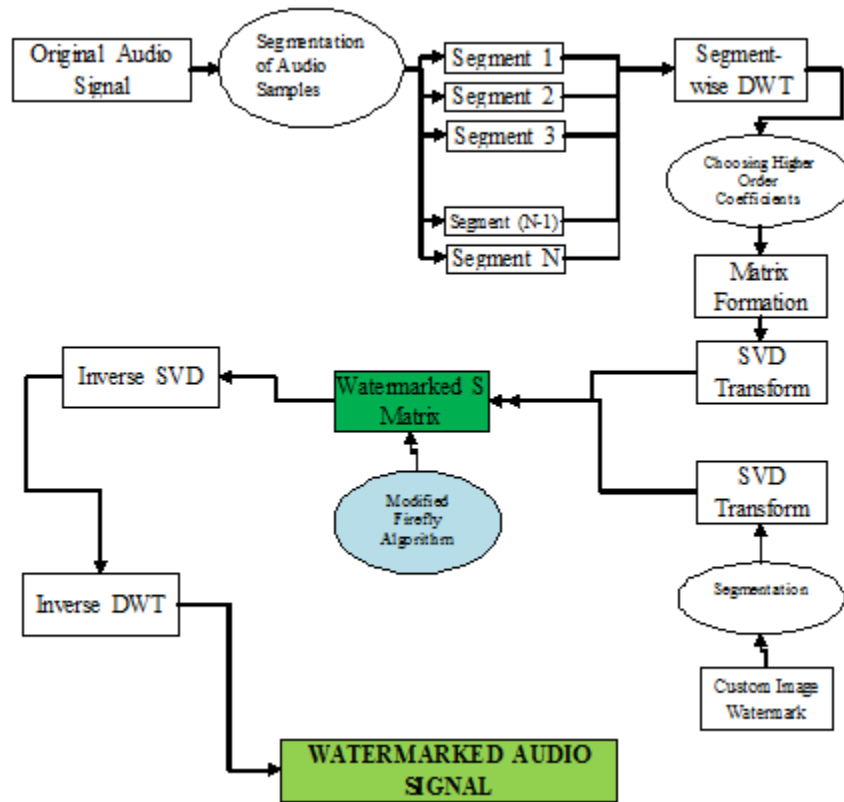 Original Audio
Signal
Segmentation
of Audio
Samples
Segment 1
Segment 2
Segment 3
Segment (N-1)
Segment N
Segment-
wise DWT
Choosing Higher
Order
Coefficients
Matrix
Formation
SVD
Transform
Inverse SVD
Watermarked S
Matrix
Modified
Firefly
Algorithm
SVD
Transform
Segmentation
Custom Image
Watermark
Inverse DWT
WATERMARKED AUDIO
SIGNAL